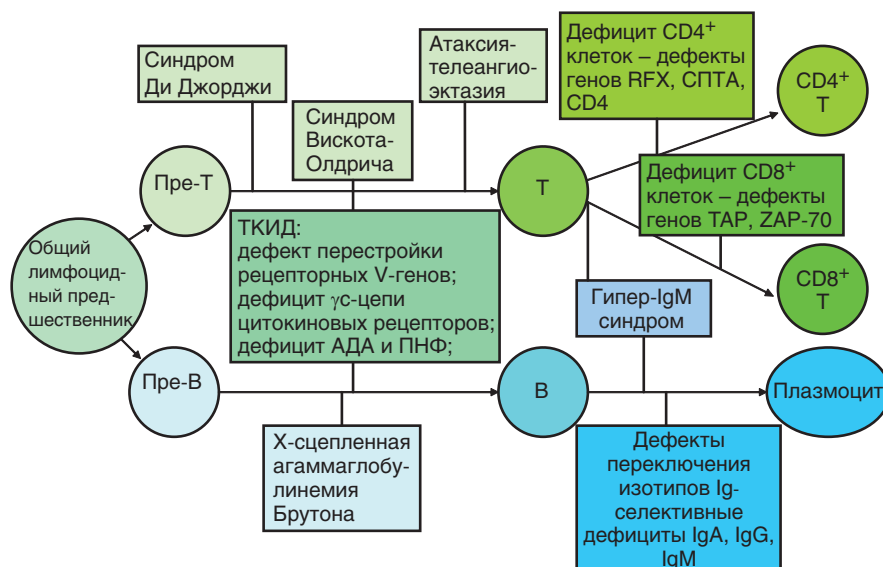 Синдром
Ди Джорджи
Атаксия-
телеангио-
эктазия
Дефицит CD4+
клеток – дефекты
генов RFX, СПТА,
CD4
CD4+
T
Синдром
Вискота-
Олдрича
Пре-Т
Т
Дефицит CD8+
клеток – дефекты
генов TAP, ZAP-70
Общий
лимфоцид-
ный пред-
шественник
ТКИД:
дефект перестройки
рецепторных V-генов;
дефицит γс-цепи
цитокиновых рецепторов;
дефицит АДА и ПНФ;
Гипер-IgM
синдром
CD8+
T
Пре-В
В
Плазмоцит
Х-сцепленная
агаммаглобу-
линемия
Брутона
Дефекты
переключения
изотипов Ig-
селективные
дефициты IgA, IgG,
IgM